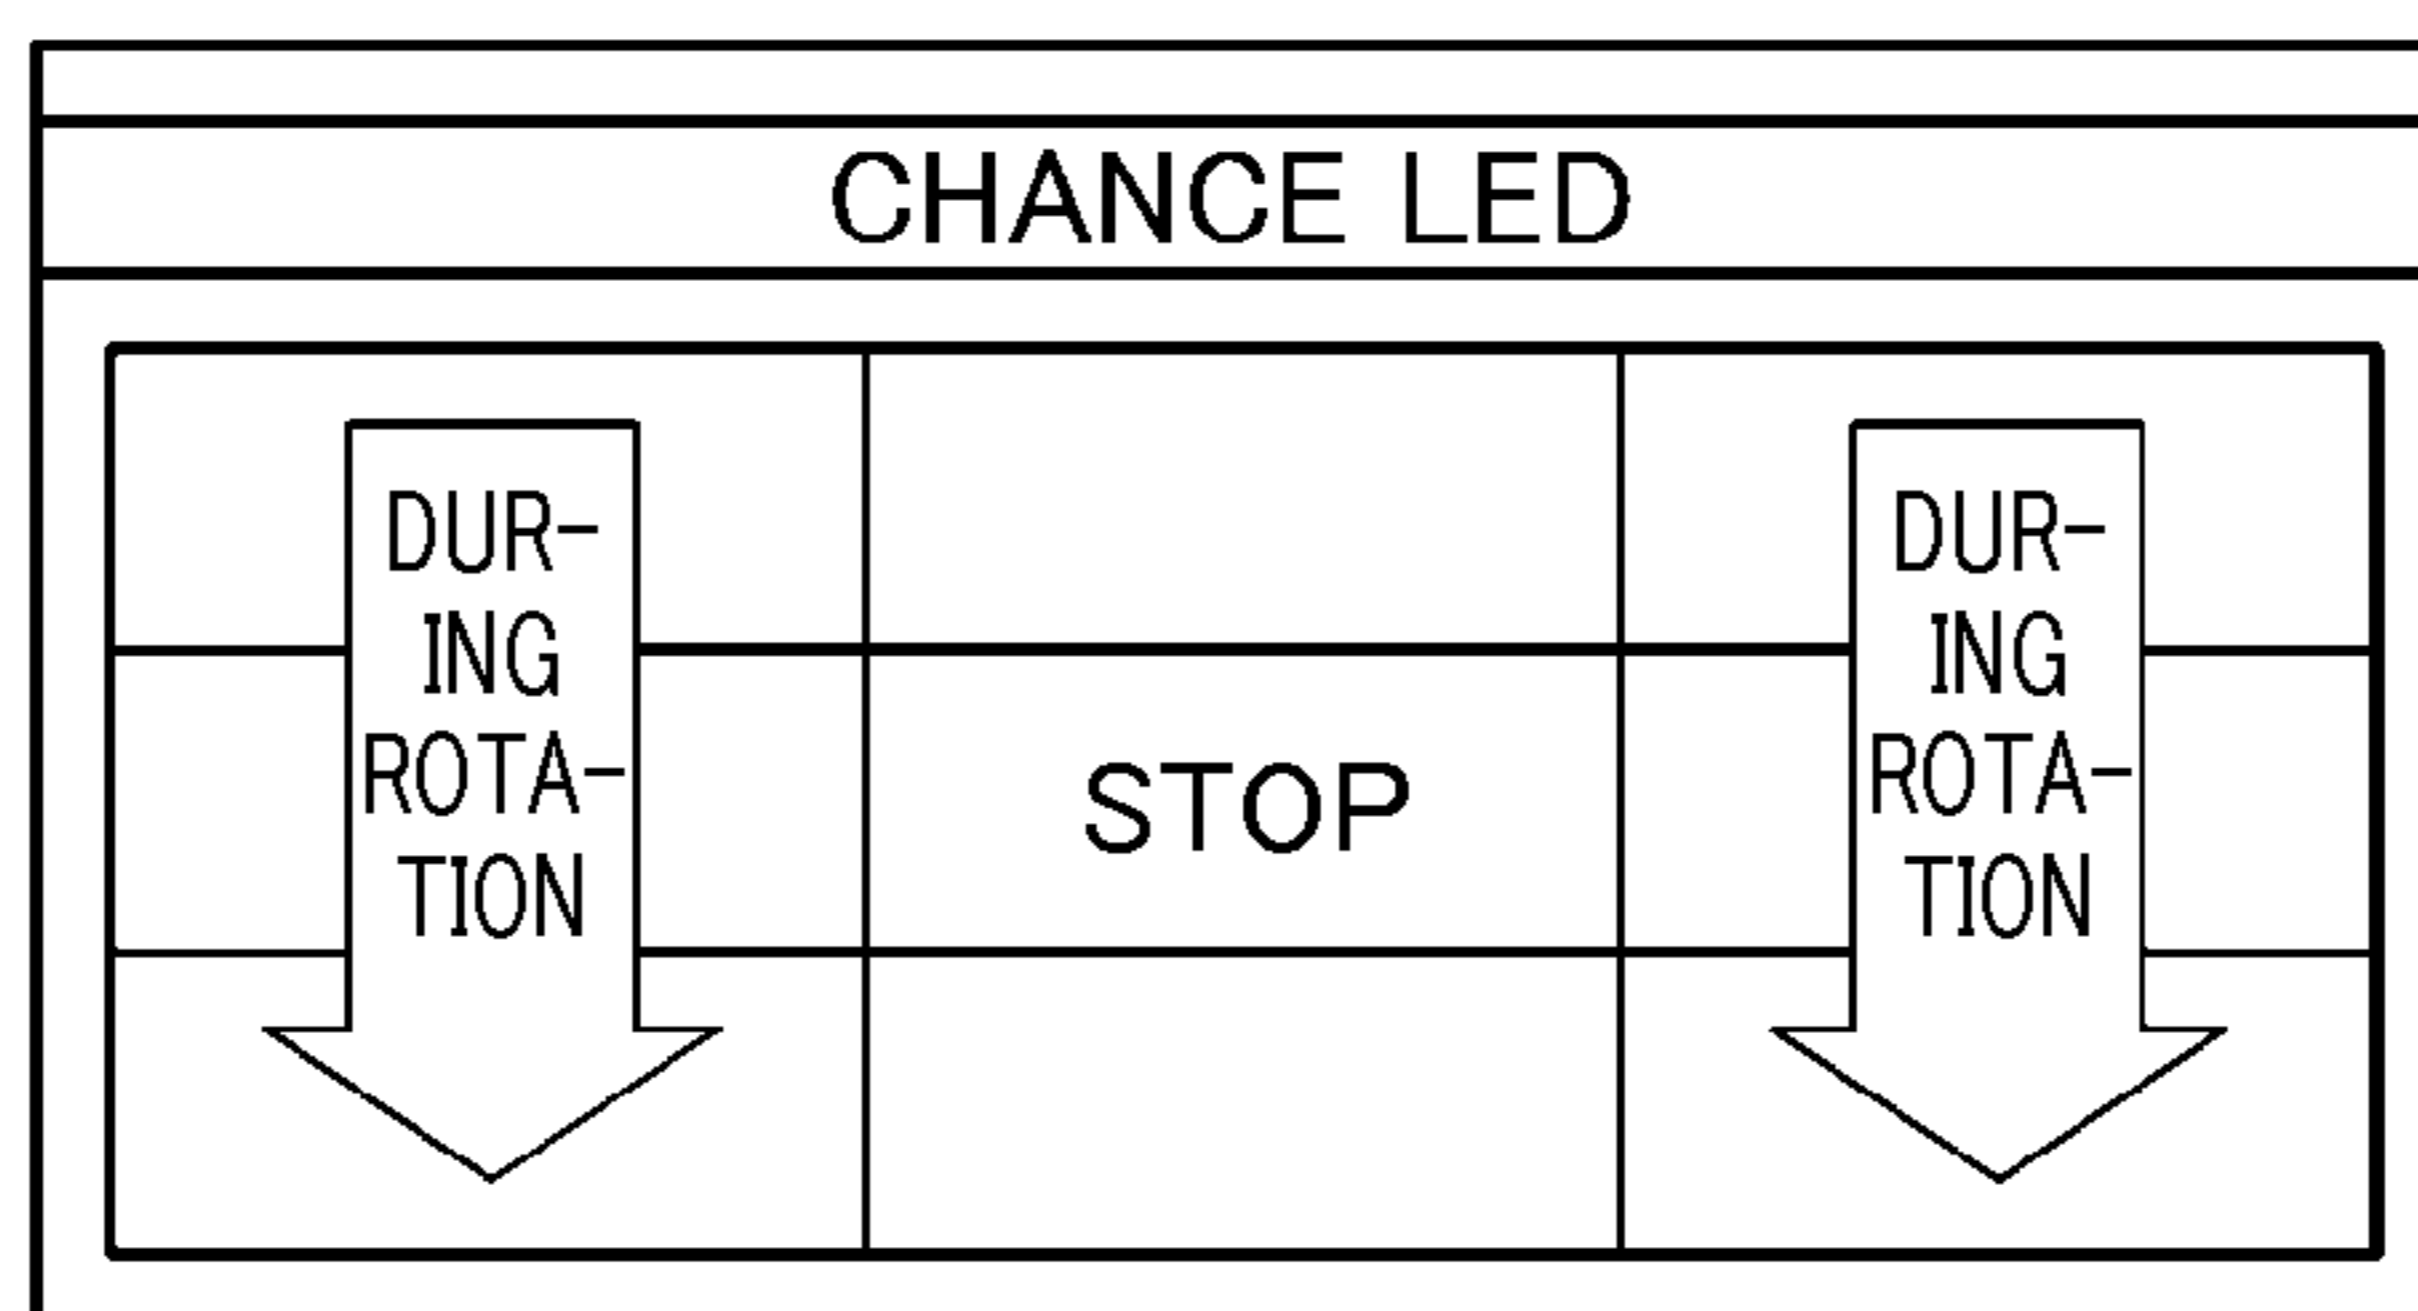 CHANCE LED
DUR-
ING
ROTA-
TION
STOP
DUR-
ING
ROTA-
TION